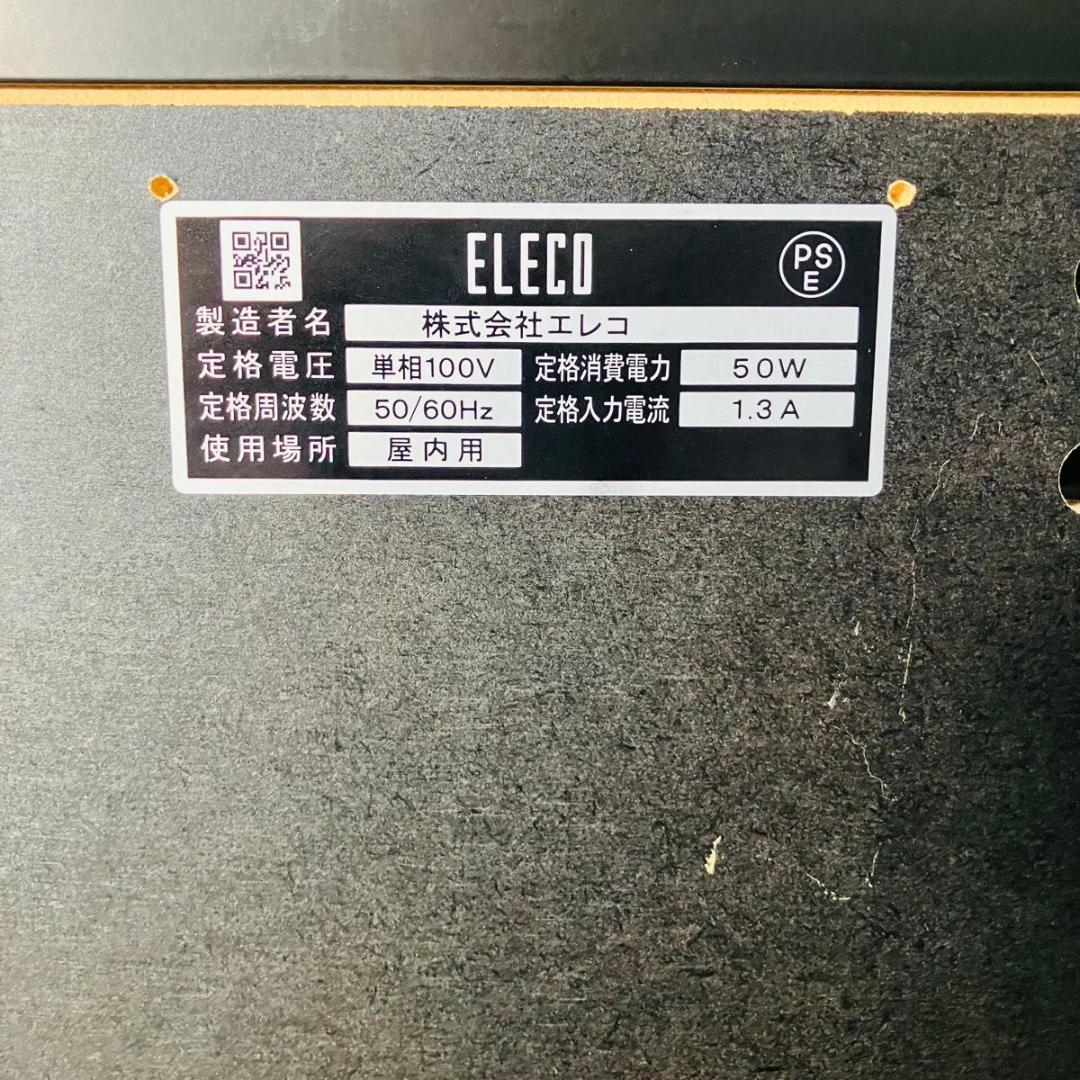 ELECO
PSE
製造者名 株式会社エレコ
定格電圧 単相100V 定格消費電力 50W
定格周波数 50/60Hz 定格入力電流 1.3A
使用場所 屋内用